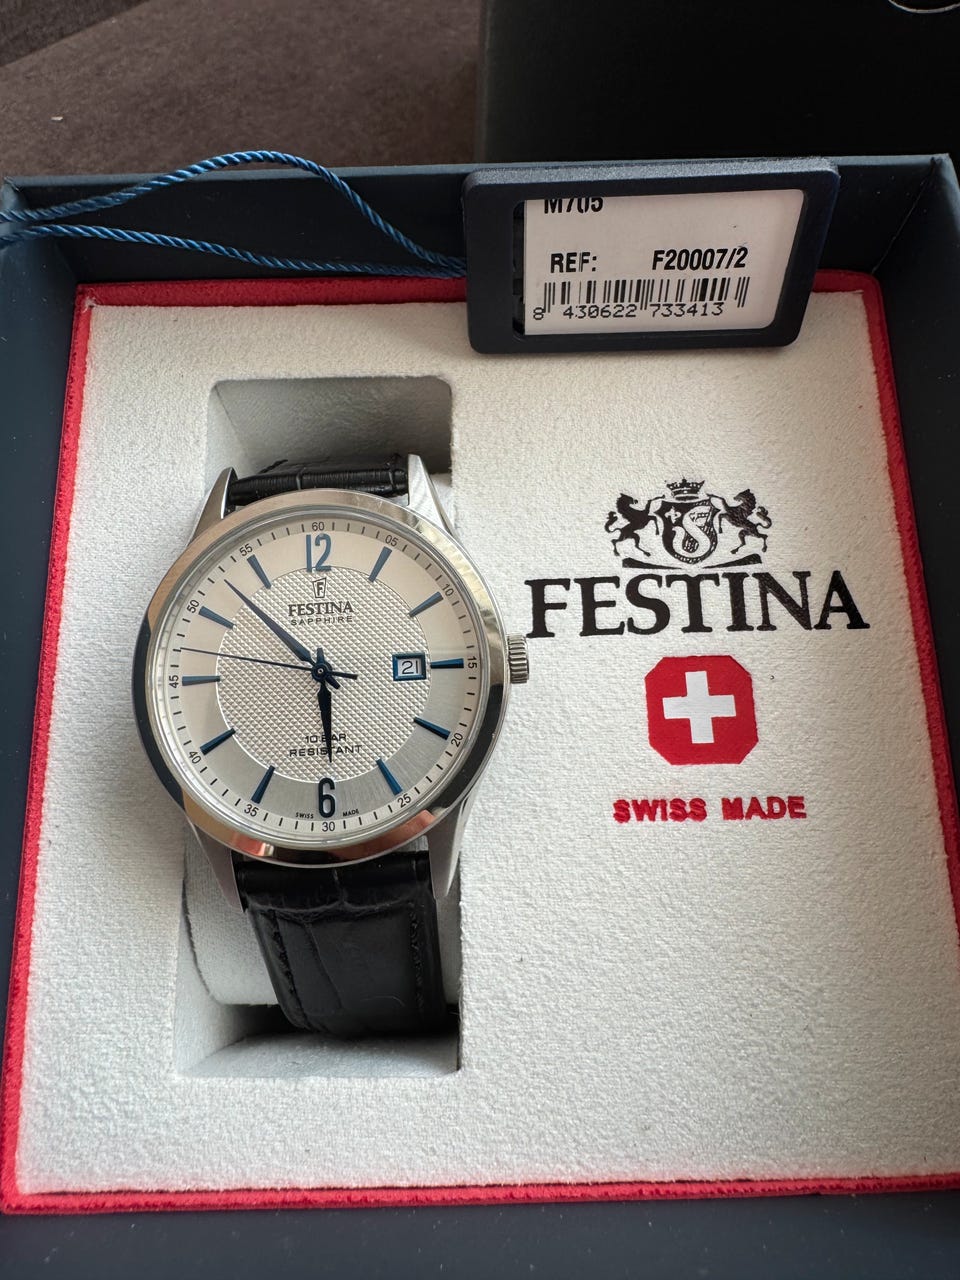 M705
REF: F20007/2
8 430622 733413
60
05
10
15
20
25
30
35
40
45
50
55
12
F
FESTINA
SAPPHIRE
21
10 BAR
RESISTANT
6
SWISS MADE
FESTINA
SWISS MADE